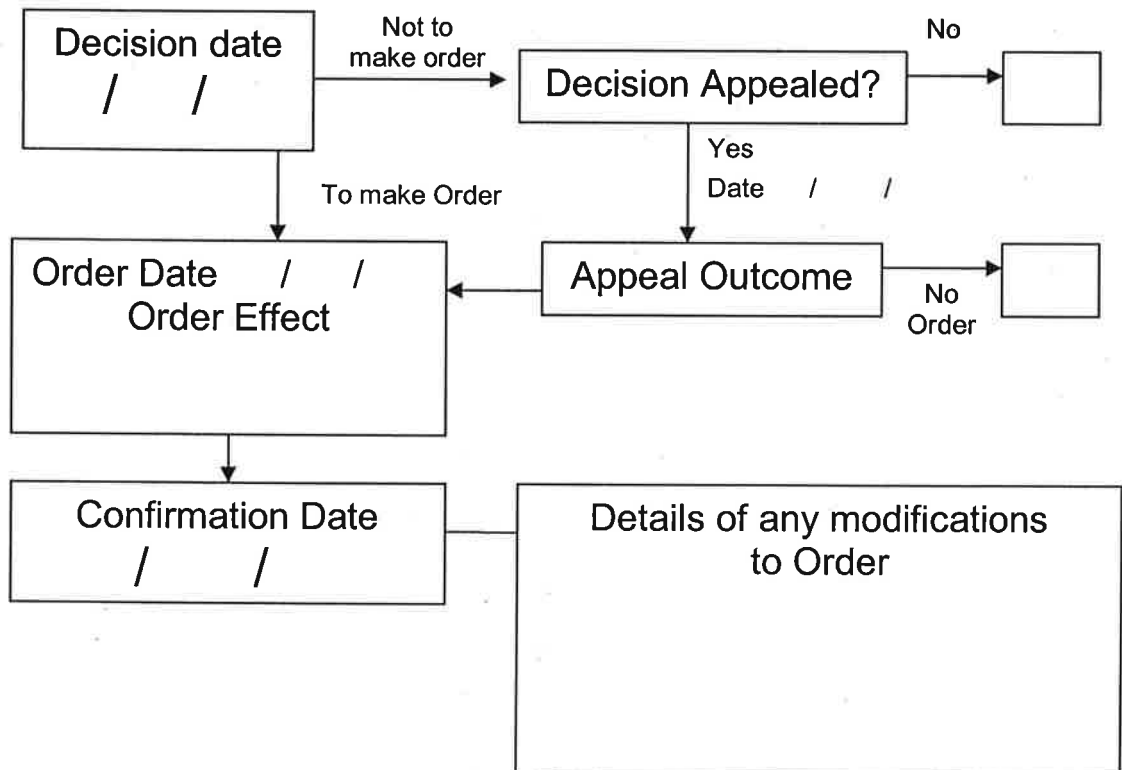 Decision date
/ /
Not to
make order
Decision Appealed?
No
Yes
Date / /
To make Order
Order Date / /
Order Effect
Appeal Outcome
No
Order
Confirmation Date
/ /
Details of any modifications
to Order